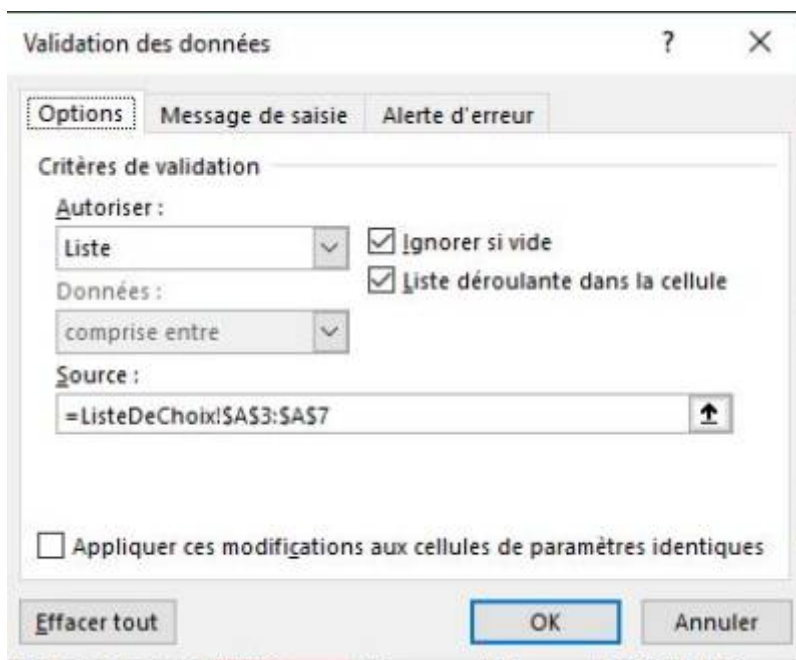 Validation des données
Options Message de saisie Alerte d'erreur
Critères de validation
Autoriser :
Liste
Ignorer si vide
Liste déroulante dans la cellule
Données :
comprise entre
Source :
=ListeDeChoix!$A$3:$A$7
Appliquer ces modifications aux cellules de paramètres identiques
Effacer tout OK Annuler